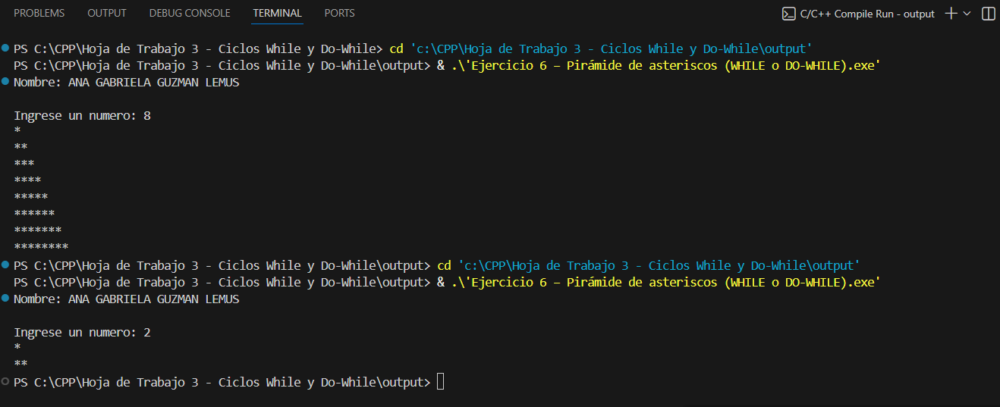 PROBLEMS OUTPUT DEBUG CONSOLE TERMINAL PORTS C/C++ Compile Run - output
PS C:\CPP\Hoja de Trabajo 3 - Ciclos While y Do-While> cd 'c:\CPP\Hoja de Trabajo 3 - Ciclos While y Do-While\output'
PS C:\CPP\Hoja de Trabajo 3 - Ciclos While y Do-While\output> & .\'Ejercicio 6 – Pirámide de asteriscos (WHILE o DO-WHILE).exe'
Nombre: ANA GABRIELA GUZMAN LEMUS
Ingrese un numero: 8
*
**
***
****
*****
******
*******
********
PS C:\CPP\Hoja de Trabajo 3 - Ciclos While y Do-While\output> cd 'c:\CPP\Hoja de Trabajo 3 - Ciclos While y Do-While\output'
PS C:\CPP\Hoja de Trabajo 3 - Ciclos While y Do-While\output> & .\'Ejercicio 6 – Pirámide de asteriscos (WHILE o DO-WHILE).exe'
Nombre: ANA GABRIELA GUZMAN LEMUS
Ingrese un numero: 2
*
**
PS C:\CPP\Hoja de Trabajo 3 - Ciclos While y Do-While\output>